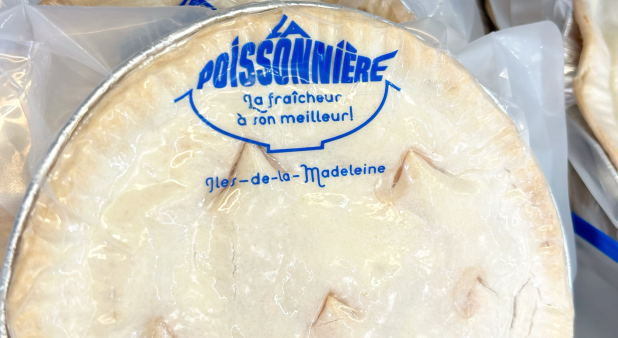 LA
POISSONNIÈRE
La fraîcheur
à son meilleur!
Iles-de-la-Madeleine